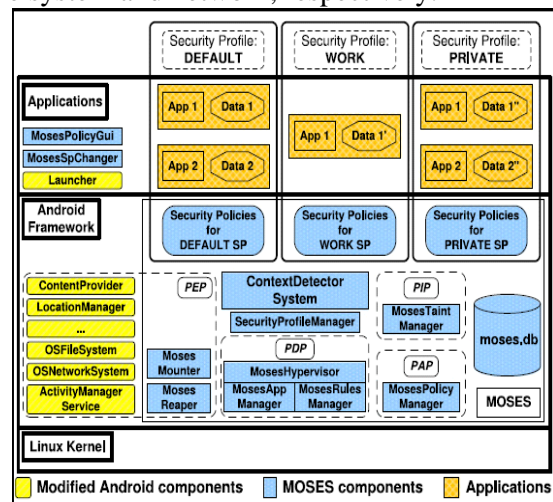 Security Profile: DEFAULT
Security Profile: WORK
Security Profile: PRIVATE
Applications
App 1
Data 1
App 2
Data 2
App 1
Data 1'
App 1
Data 1''
App 2
Data 2''
MosesPolicyGui
MosesSpChanger
Launcher
Android
Framework
Security Policies
for
DEFAULT SP
Security Policies
for
WORK SP
Security Policies
for
PRIVATE SP
ContentProvider
LocationManager
...
OSFileSystem
OSNetworkSystem
ActivityManager
Service
PEP
Moses
Mounter
Moses
Reaper
ContextDetector
System
SecurityProfileManager
PDP
MosesHypervisor
MosesApp
Manager
MosesRules
Manager
PIP
MosesTaint
Manager
PAP
MosesPolicy
Manager
moses.db
MOSES
Linux Kernel
Modified Android components
MOSES components
Applications